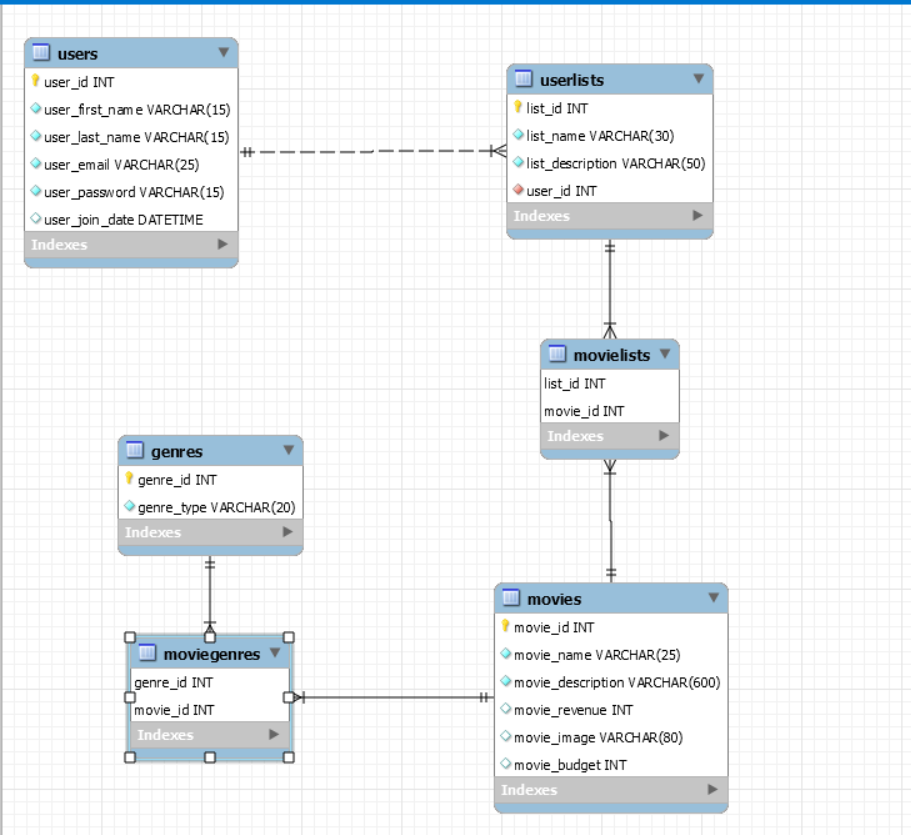 users
user_id INT
user_first_name VARCHAR(15)
user_last_name VARCHAR(15)
user_email VARCHAR(25)
user_password VARCHAR(15)
user_join_date DATETIME
Indexes
userlists
list_id INT
list_name VARCHAR(30)
list_description VARCHAR(50)
user_id INT
Indexes
movielists
list_id INT
movie_id INT
Indexes
genres
genre_id INT
genre_type VARCHAR(20)
Indexes
moviegenres
genre_id INT
movie_id INT
Indexes
movies
movie_id INT
movie_name VARCHAR(25)
movie_description VARCHAR(600)
movie_revenue INT
movie_image VARCHAR(80)
movie_budget INT
Indexes